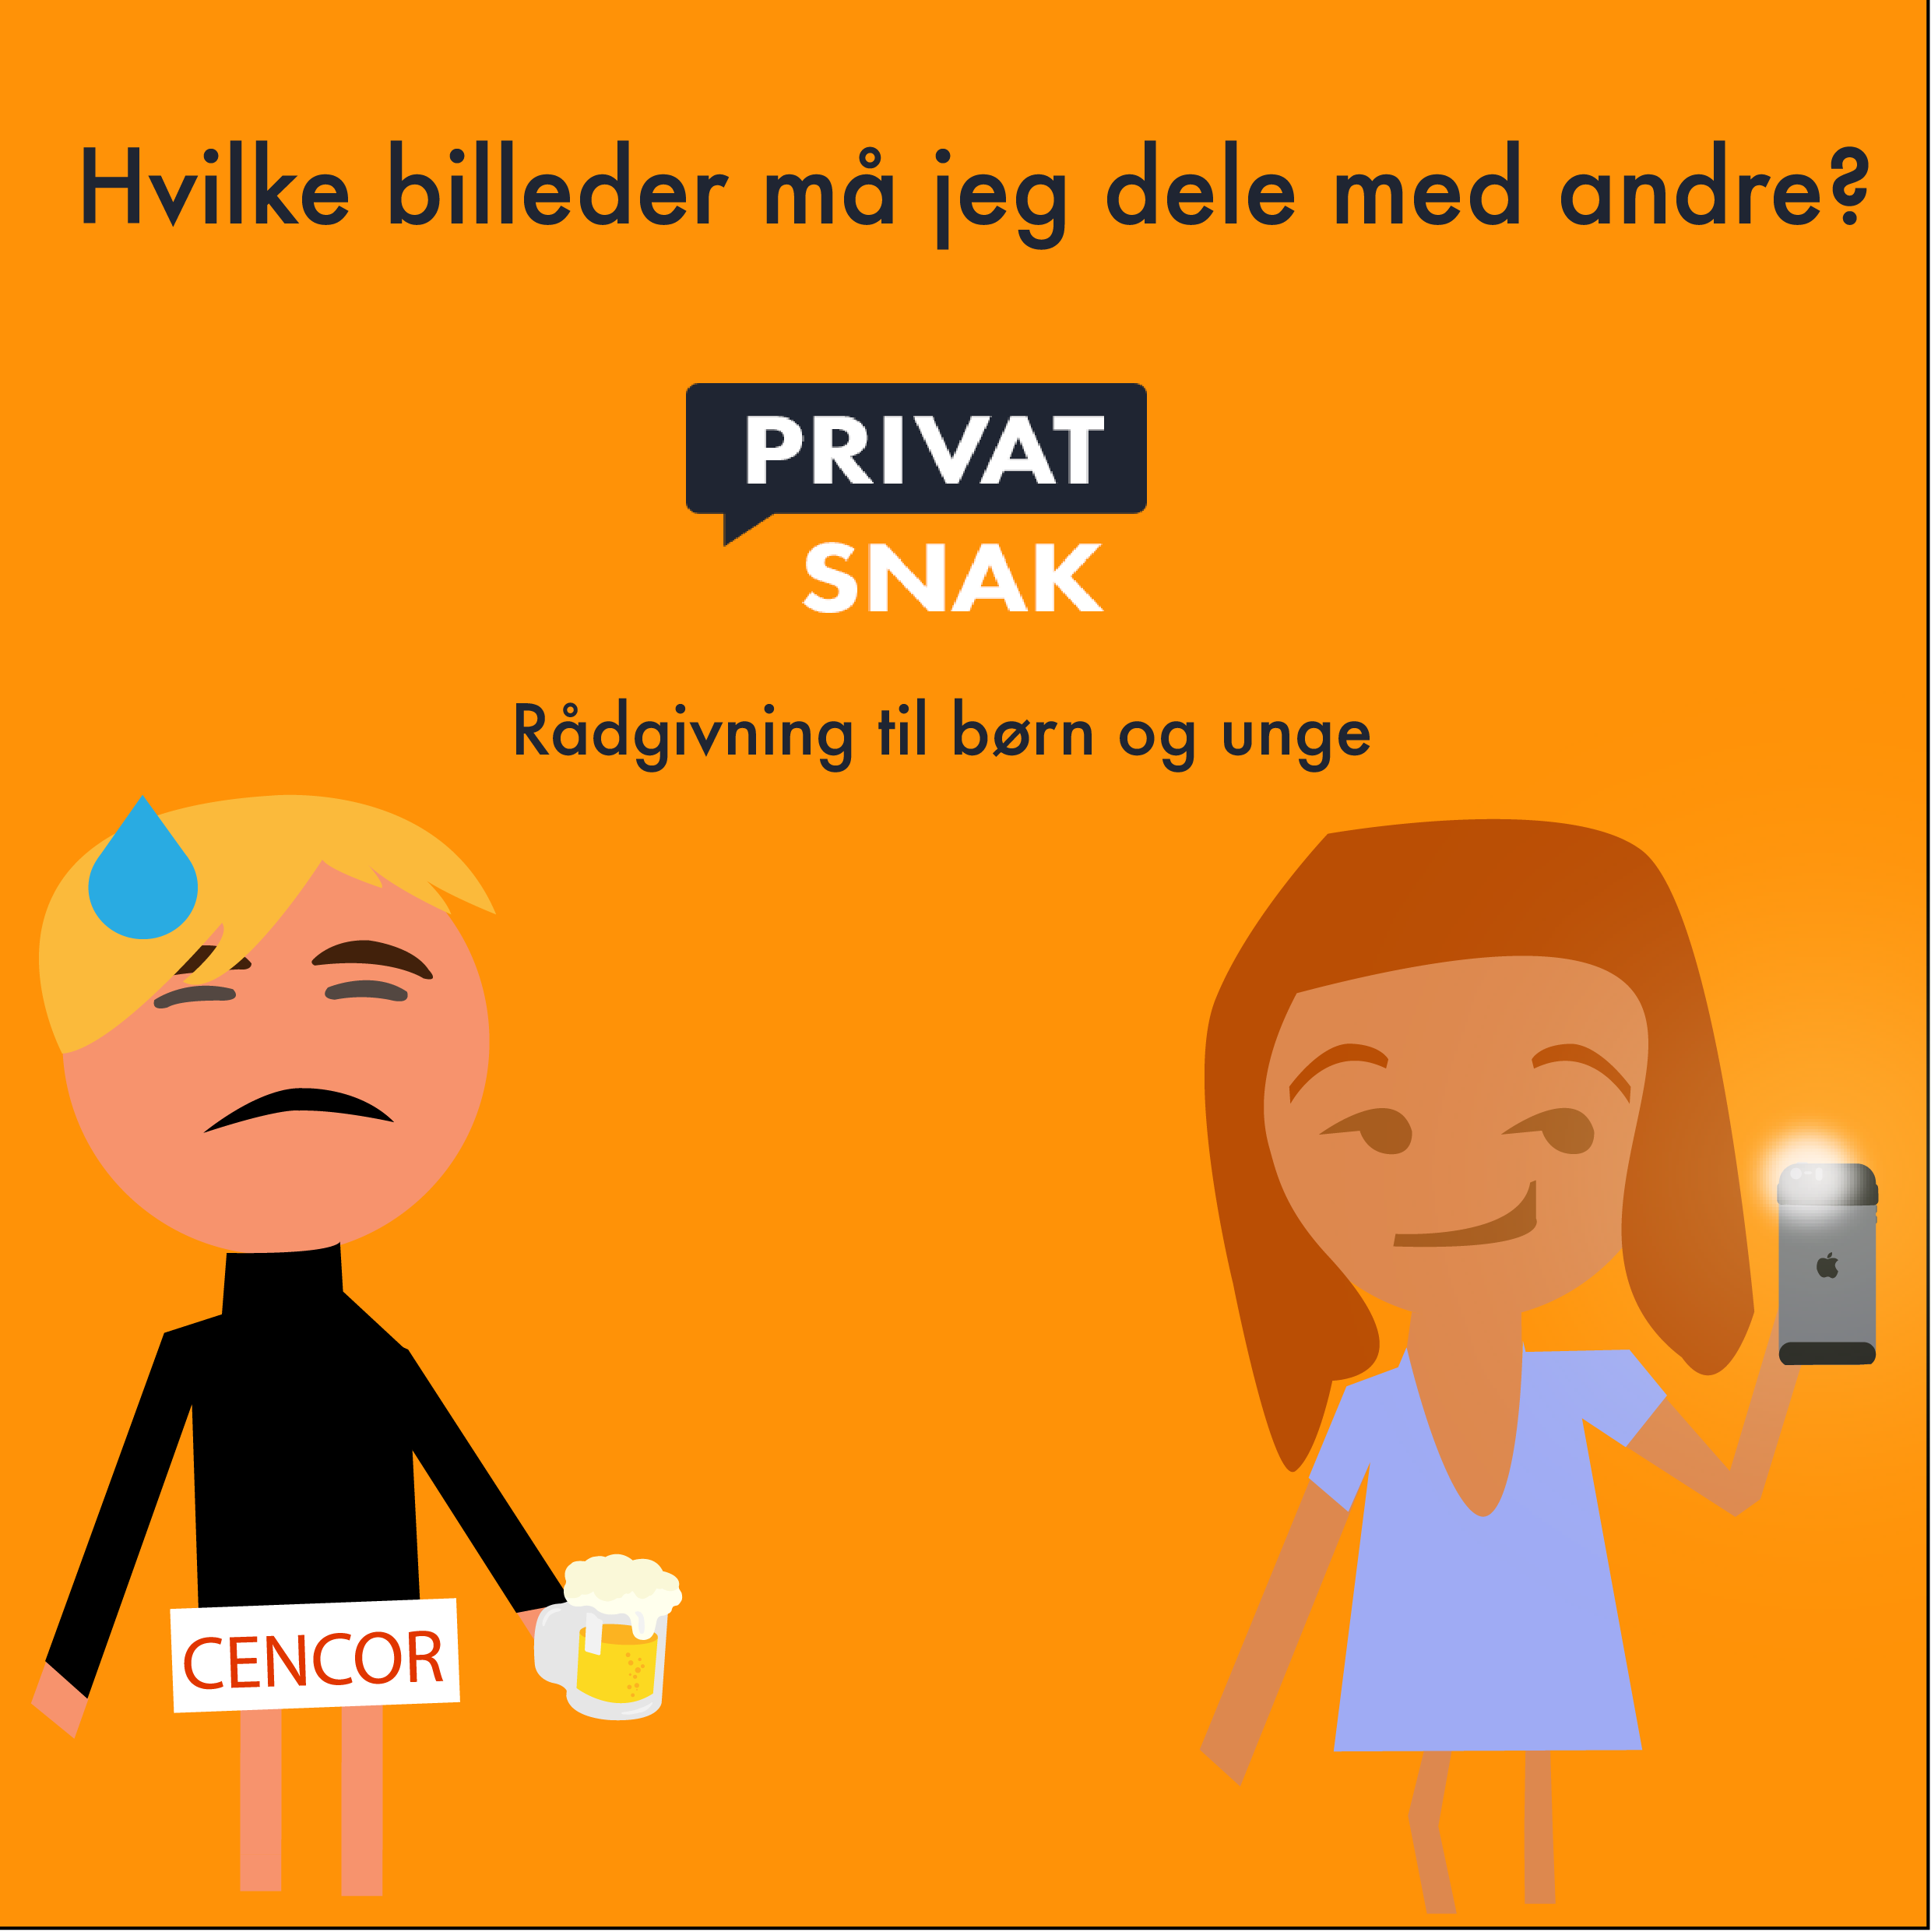 Hvilke billeder må jeg dele med andre?
PRIVAT
SNAK
Rådgivning til børn og unge
CENCOR